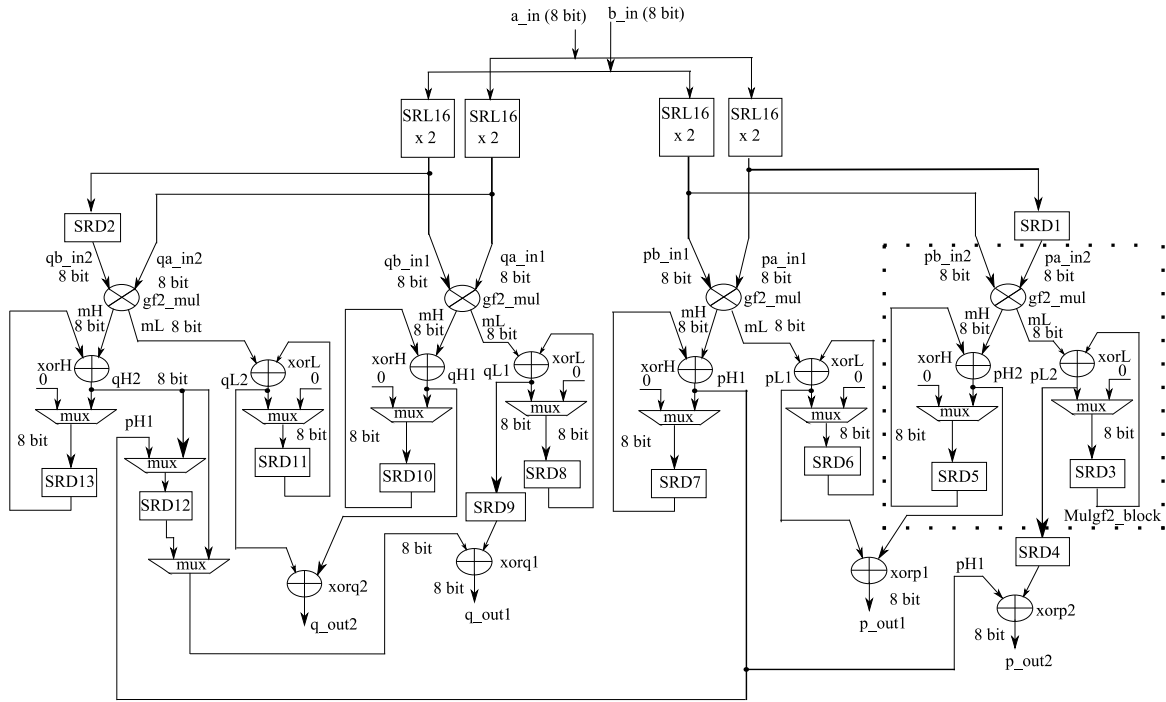 a_in (8 bit)
b_in (8 bit)
SRL16
x 2
SRL16
x 2
SRL16
x 2
SRL16
x 2
SRD2
SRD1
qb_in2
8 bit
qa_in2
8 bit
qb_in1
8 bit
qa_in1
8 bit
pb_in1
8 bit
pa_in1
8 bit
pb_in2
8 bit
pa_in2
8 bit
gf2_mul
gf2_mul
gf2_mul
gf2_mul
mH
8 bit
mL 8 bit
mH
8 bit
mL
8 bit
mH
8 bit
mL 8 bit
mH
8 bit
mL
8 bit
xorH
0
qH2
8 bit
qL2
xorL
0
xorH
0
qH1
qL1
xorL
0
xorH
0
pH1
pL1
xorL
0
xorH
0
pH2
pL2
xorL
0
mux
mux
mux
mux
mux
mux
mux
mux
8 bit
pH1
8 bit
8 bit
8 bit
8 bit
8 bit
8 bit
8 bit
8 bit
mux
SRD13
SRD12
SRD11
SRD10
SRD9
SRD8
SRD7
SRD6
SRD5
SRD3
Mulgf2_block
mux
8 bit
xorq2
q_out2
xorq1
8 bit
q_out1
xorp1
8 bit
p_out1
SRD4
pH1
xorp2
8 bit
p_out2